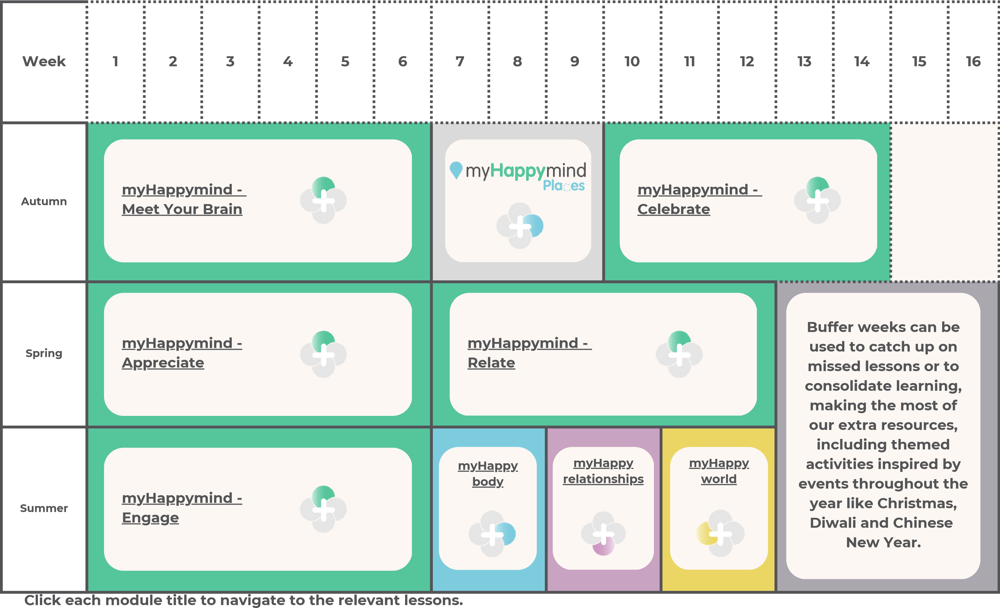 Week 1 2 3 4 5 6 7 8 9 10 11 12 13 14 15 16
Autumn
myHappymind -
Meet Your Brain
myHappymind
Places
myHappymind -
Celebrate
Spring
myHappymind -
Appreciate
myHappymind -
Relate
Buffer weeks can be
used to catch up on
missed lessons or to
consolidate learning,
making the most of
our extra resources,
including themed
activities inspired by
events throughout the
year like Christmas,
Diwali and Chinese
New Year.
Summer
myHappymind -
Engage
myHappy
body
myHappy
relationships
myHappy
world
Click each module title to navigate to the relevant lessons.